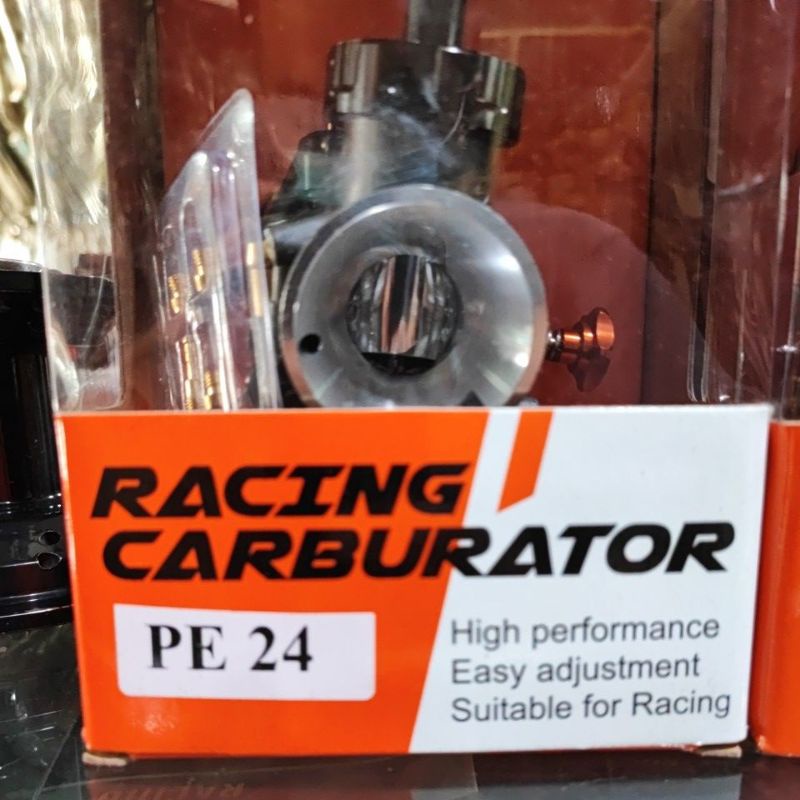 RACING
CARBURATOR
PE 24
High performance
Easy adjustment
Suitable for Racing